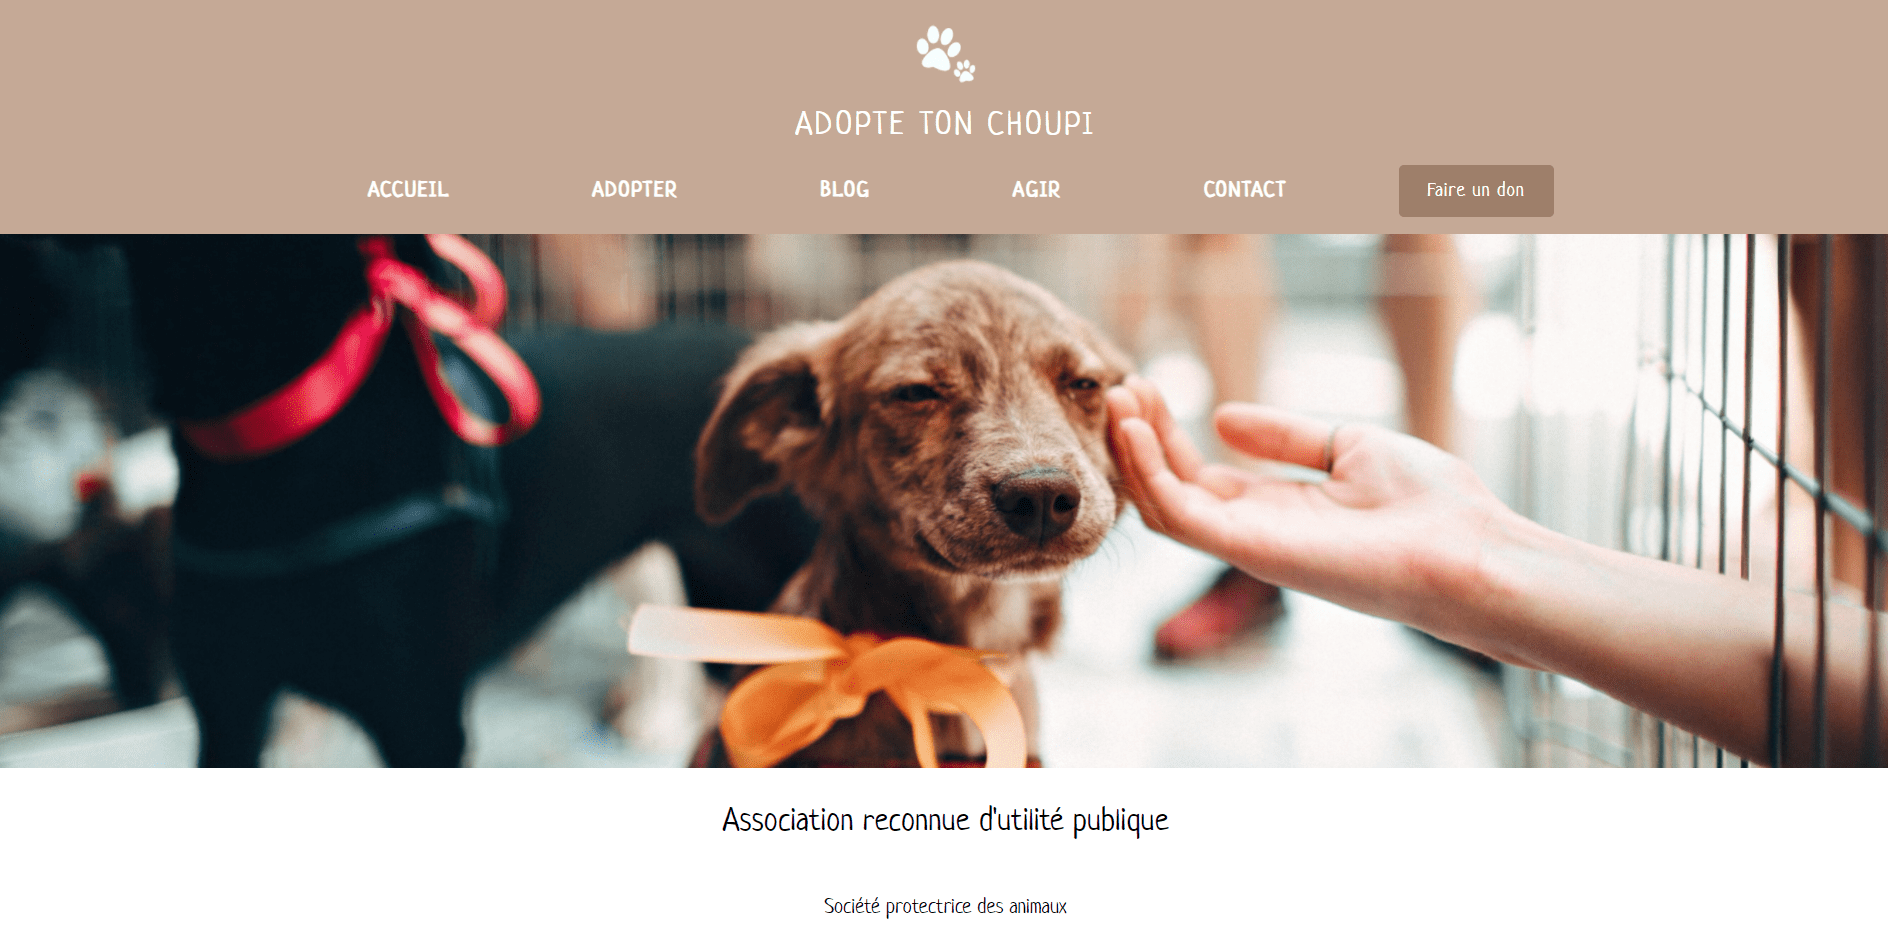 ADOPTE TON CHOUPI
ACCUEIL ADOPTER BLOG AGIR CONTACT Faire un don
Association reconnue d'utilité publique
Société protectrice des animaux